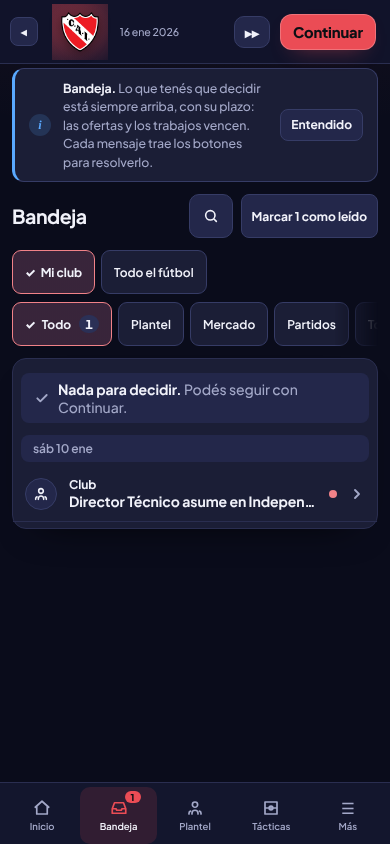 16 ene 2026
Continuar
Bandeja. Lo que tenés que decidir
está siempre arriba, con su plazo:
las ofertas y los trabajos vencen.
Cada mensaje trae los botones
para resolverlo.
Entendido
Bandeja
Marcar 1 como leído
Mi club
Todo el fútbol
Todo 1
Plantel
Mercado
Partidos
Nada para decidir. Podés seguir con
Continuar.
sáb 10 ene
Club
Director Técnico asume en Indepen...
1
Inicio
Bandeja
Plantel
Tácticas
Más